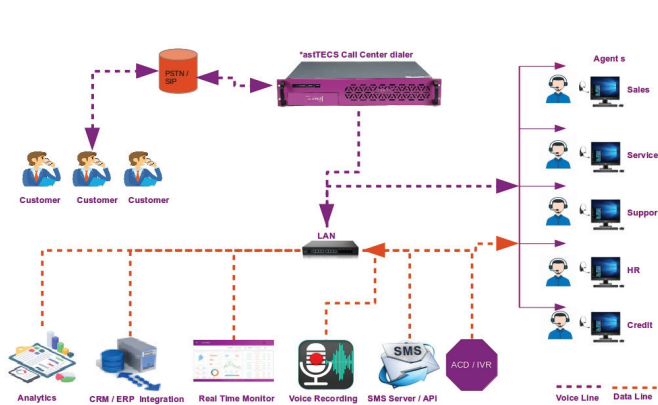 *astTECS Call Center dialer
Agent s
PSTN /
SIP
Sales
Service
Customer Customer Customer
Suppor
LAN
HR
Credit
SMS
ACD / IVR
Analytics
CRM / ERP Integration
Real Time Monitor
Voice Recording
SMS Server / API
Voice Line
Data Line